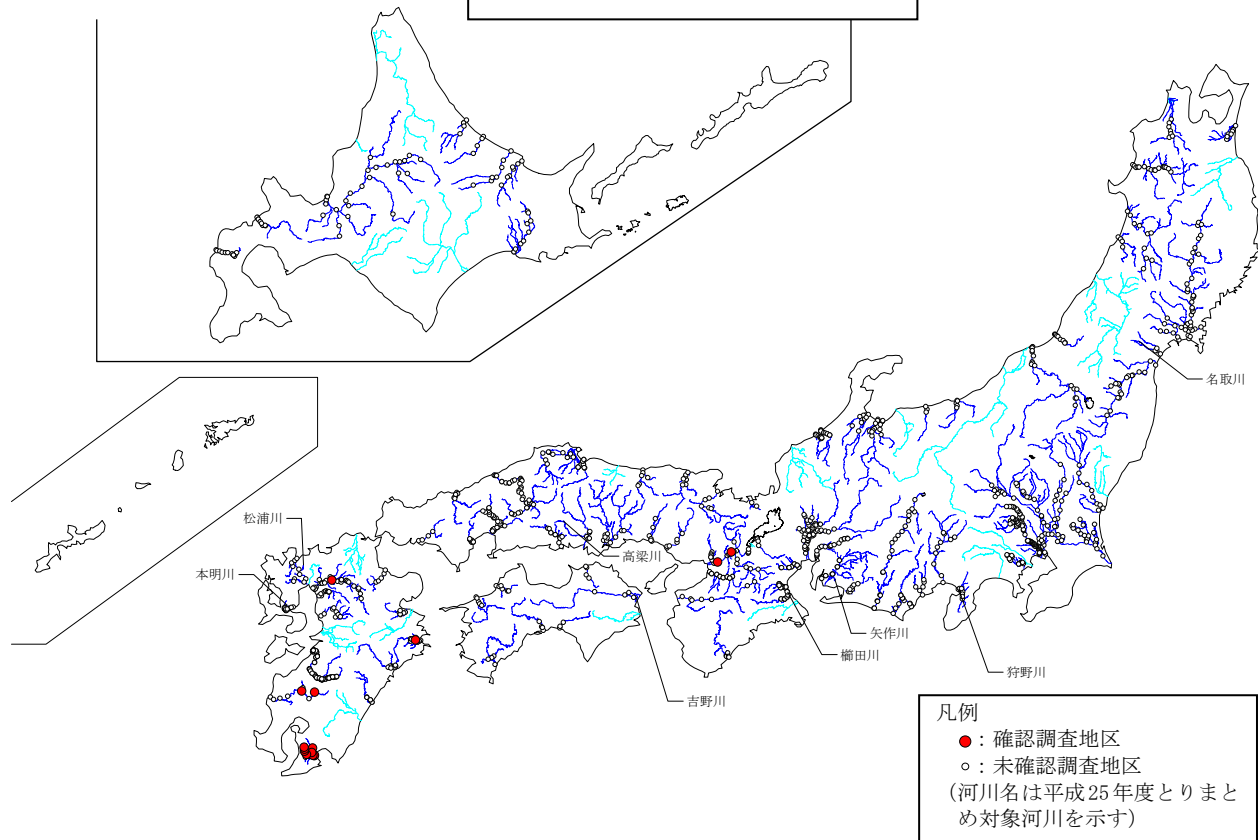 名取川
松浦川
本明川
高梁川
矢作川
櫛田川
狩野川
吉野川
凡例
●：確認調査地区
○：未確認調査地区
(河川名は平成25年度とりまと
め対象河川を示す)